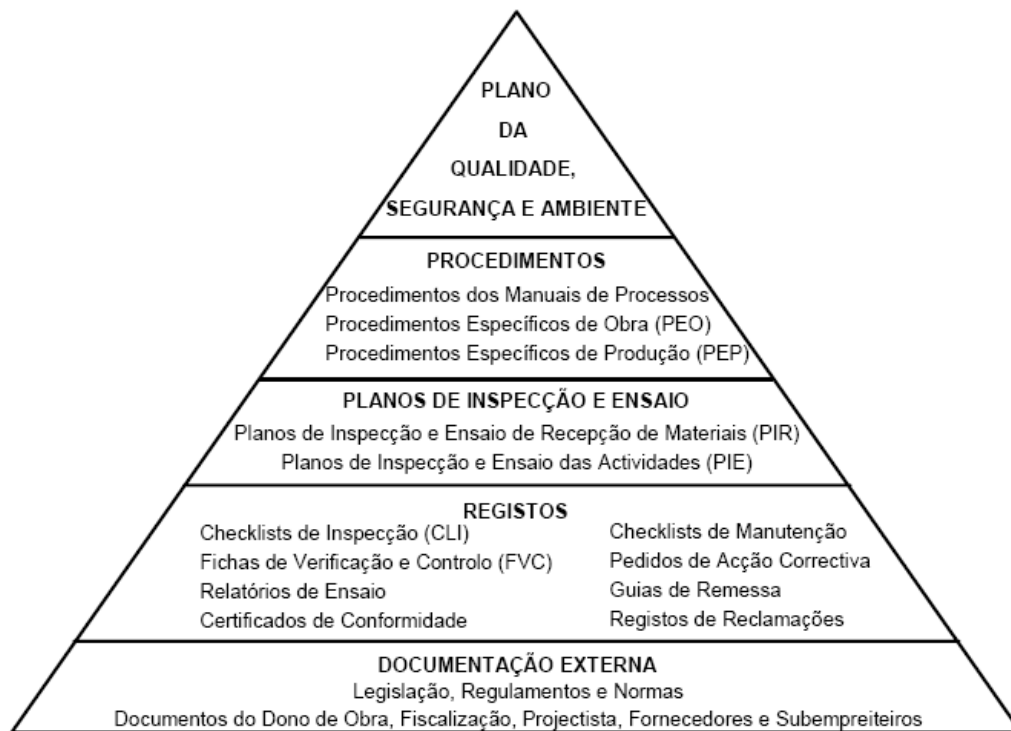 PLANO
DA
QUALIDADE,
SEGURANÇA E AMBIENTE
PROCEDIMENTOS
Procedimentos dos Manuais de Processos
Procedimentos Específicos de Obra (PEO)
Procedimentos Específicos de Produção (PEP)
PLANOS DE INSPECÇÃO E ENSAIO
Planos de Inspecção e Ensaio de Recepção de Materiais (PIR)
Planos de Inspecção e Ensaio das Actividades (PIE)
REGISTOS
Checklists de Inspecção (CLI)
Fichas de Verificação e Controlo (FVC)
Relatórios de Ensaio
Certificados de Conformidade
Checklists de Manutenção
Pedidos de Acção Correctiva
Guias de Remessa
Registos de Reclamações
DOCUMENTAÇÃO EXTERNA
Legislação, Regulamentos e Normas
Documentos do Dono de Obra, Fiscalização, Projectista, Fornecedores e Subempreiteiros